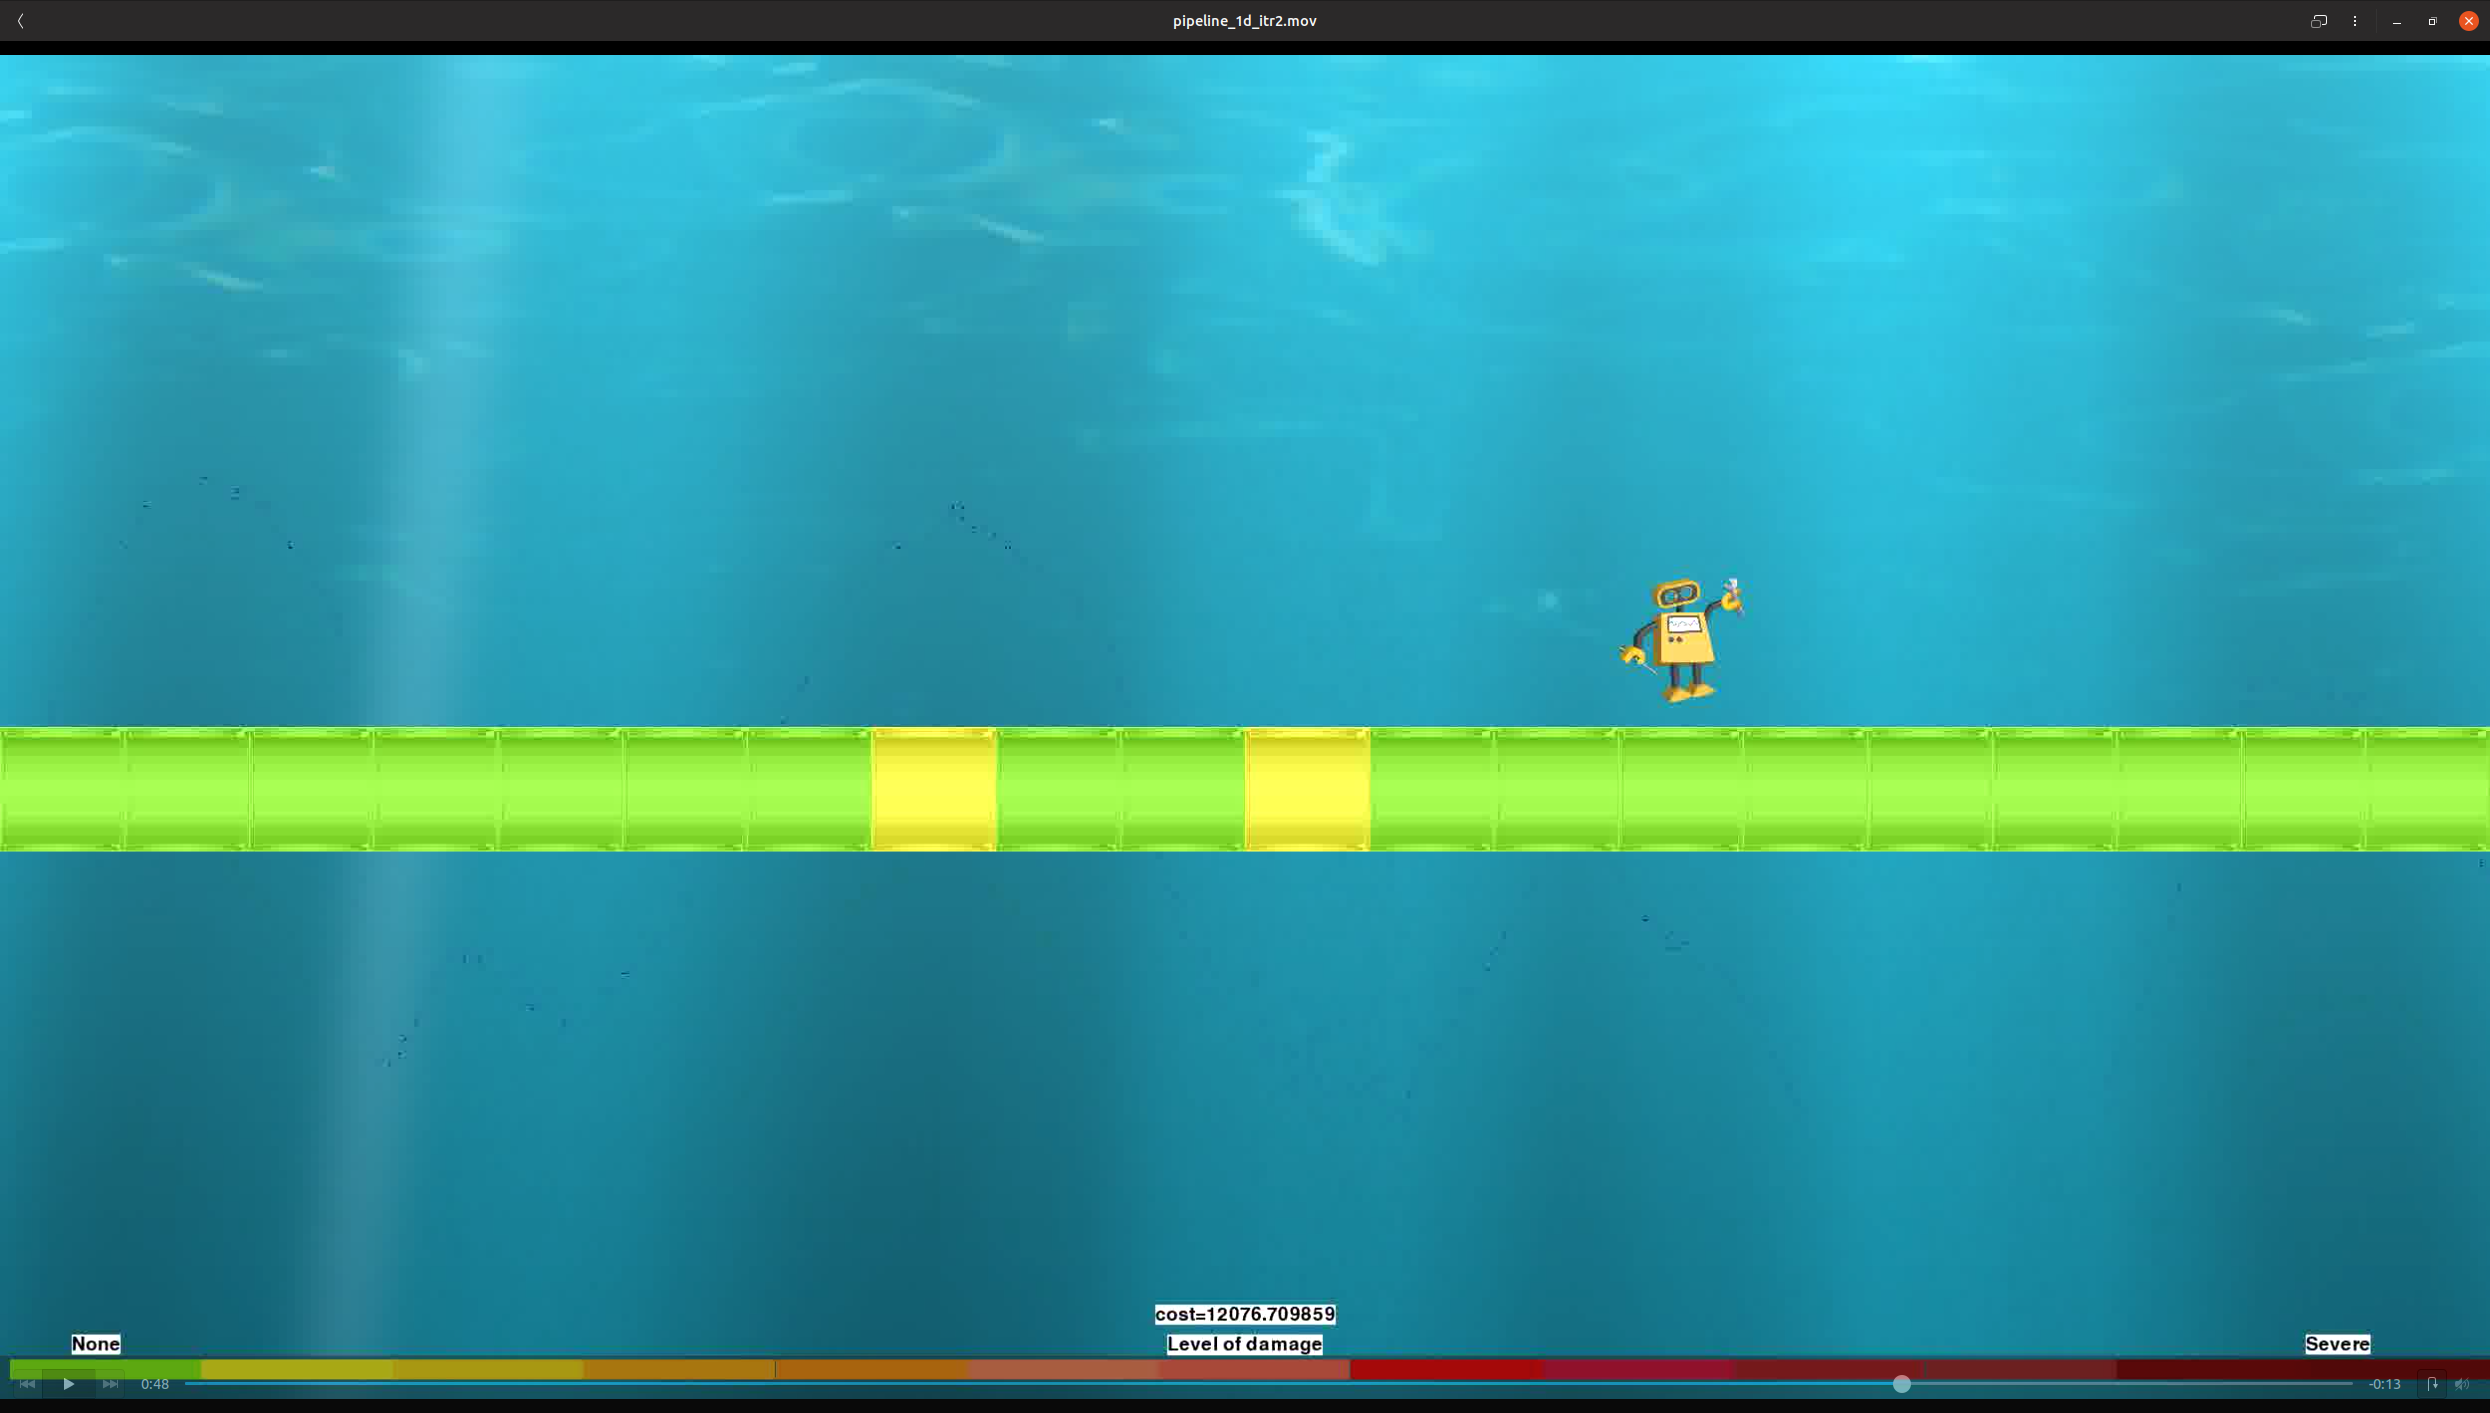 pipeline_1d_itr2.mov
cost=12076.709859
None
Level of damage
Severe
0:48
-0:13